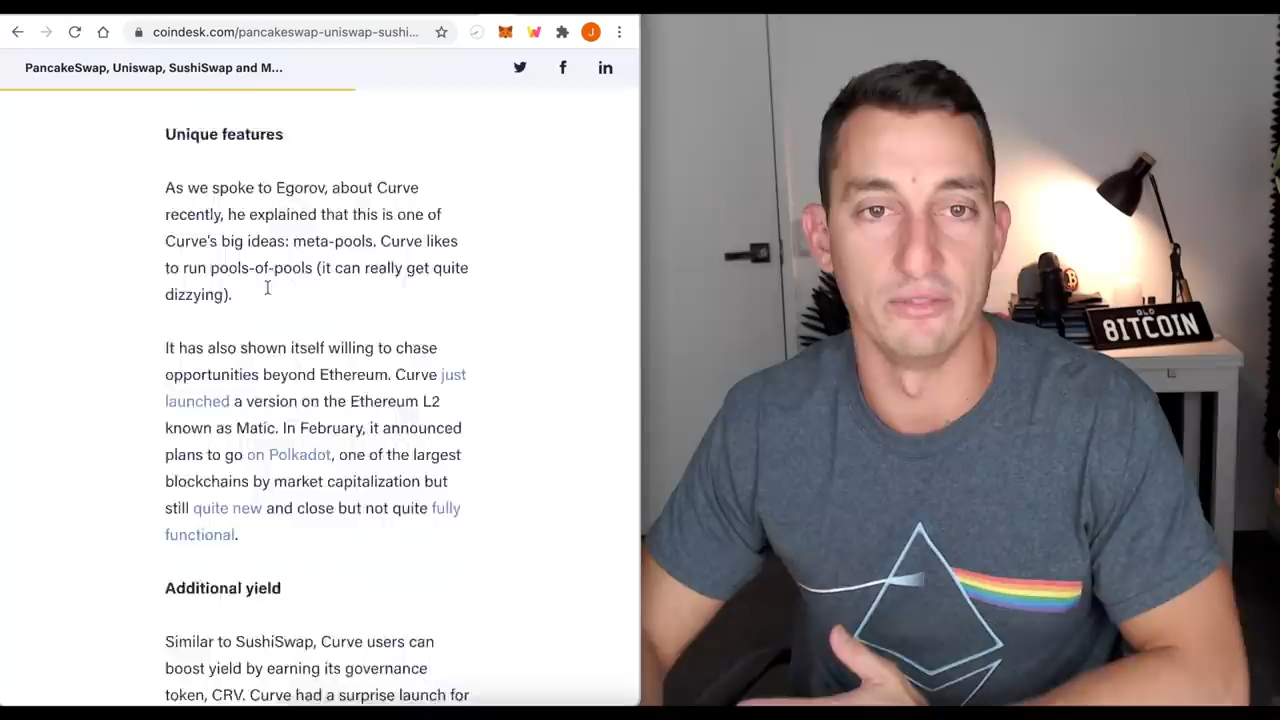 coindesk.com/pancakeswap-uniswap-sushi...
J
PancakeSwap, Uniswap, SushiSwap and M...
Unique features
As we spoke to Egorov, about Curve
recently, he explained that this is one of
Curve's big ideas: meta-pools. Curve likes
to run pools-of-pools (it can really get quite
dizzying).
It has also shown itself willing to chase
opportunities beyond Ethereum. Curve just
launched a version on the Ethereum L2
known as Matic. In February, it announced
plans to go on Polkadot, one of the largest
blockchains by market capitalization but
still quite new and close but not quite fully
functional.
Additional yield
Similar to SushiSwap, Curve users can
boost yield by earning its governance
token, CRV. Curve had a surprise launch for
QLD
BITCOIN